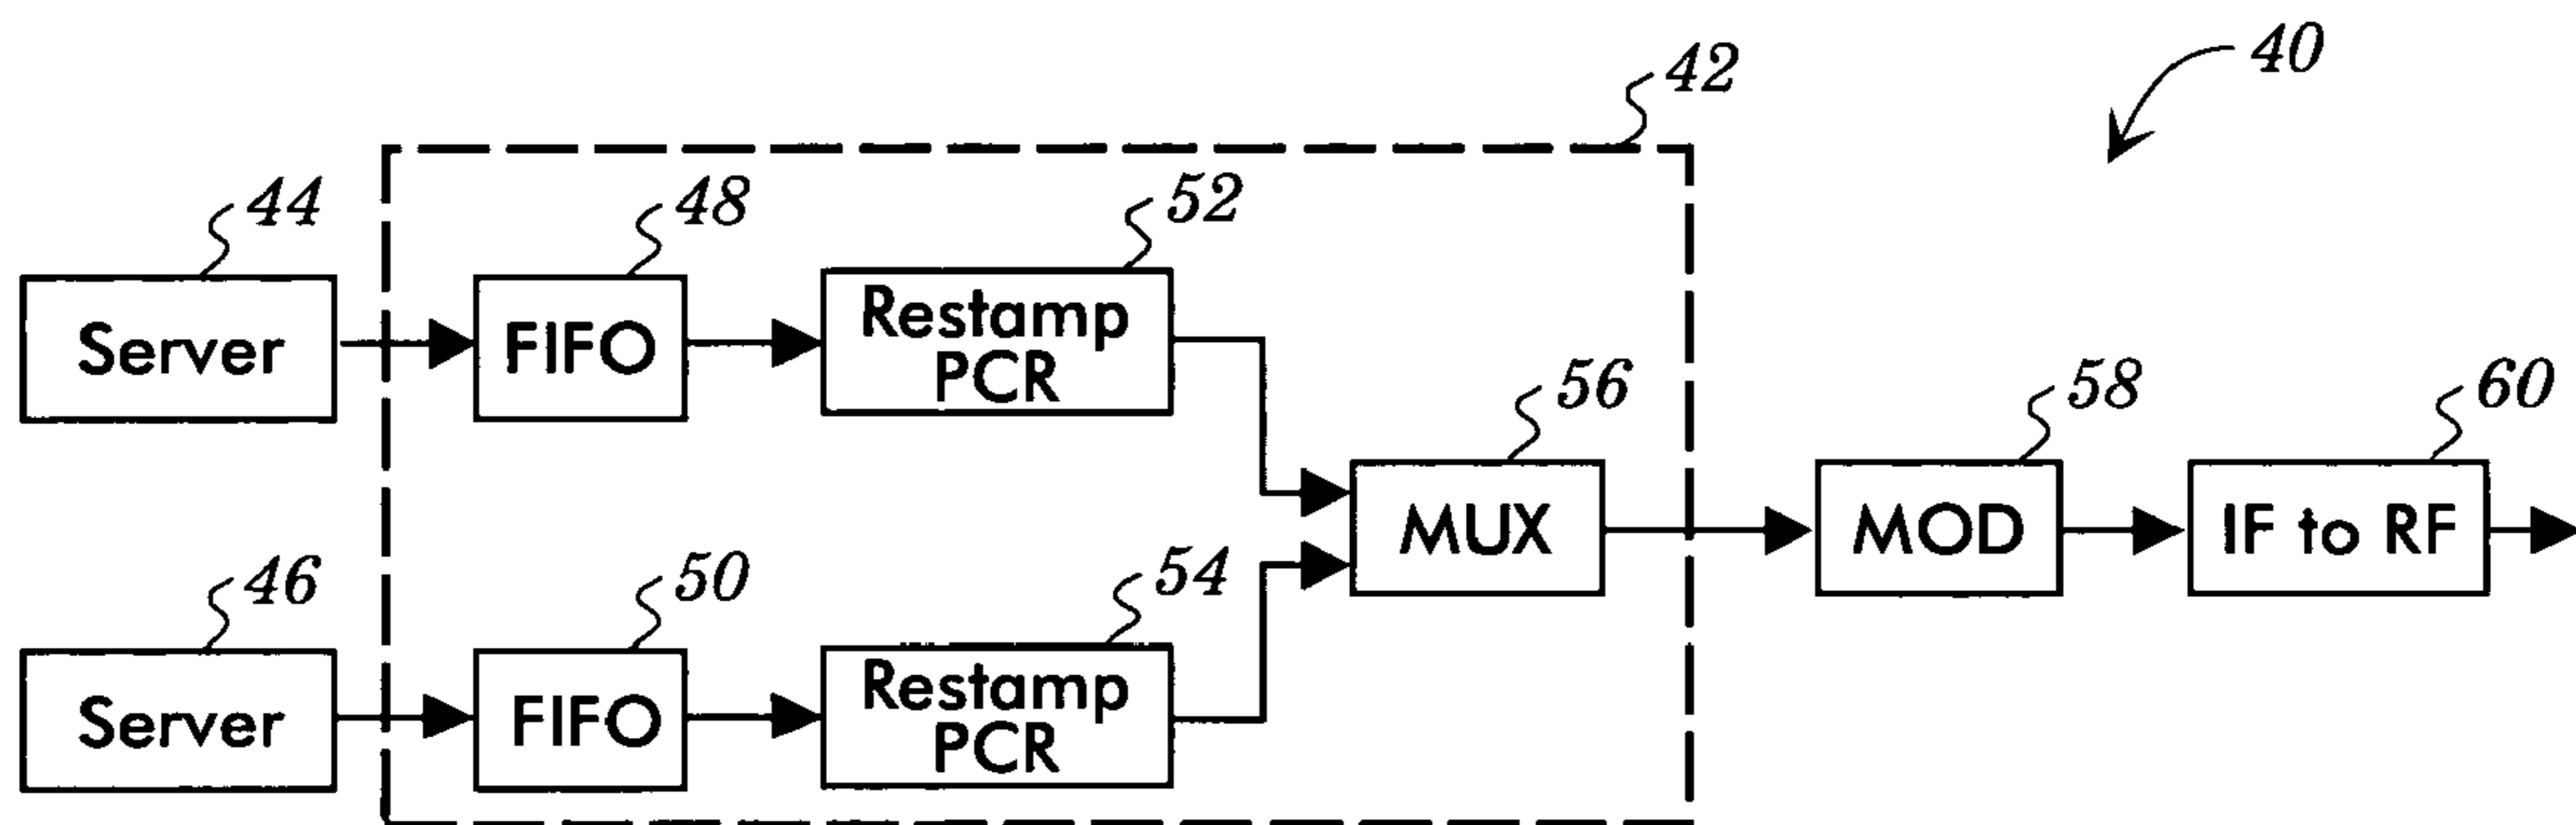 40
42
44
48
52
Server
FIFO
Restamp
PCR
56
58
60
MUX
MOD
IF to RF
46
50
54
Server
FIFO
Restamp
PCR